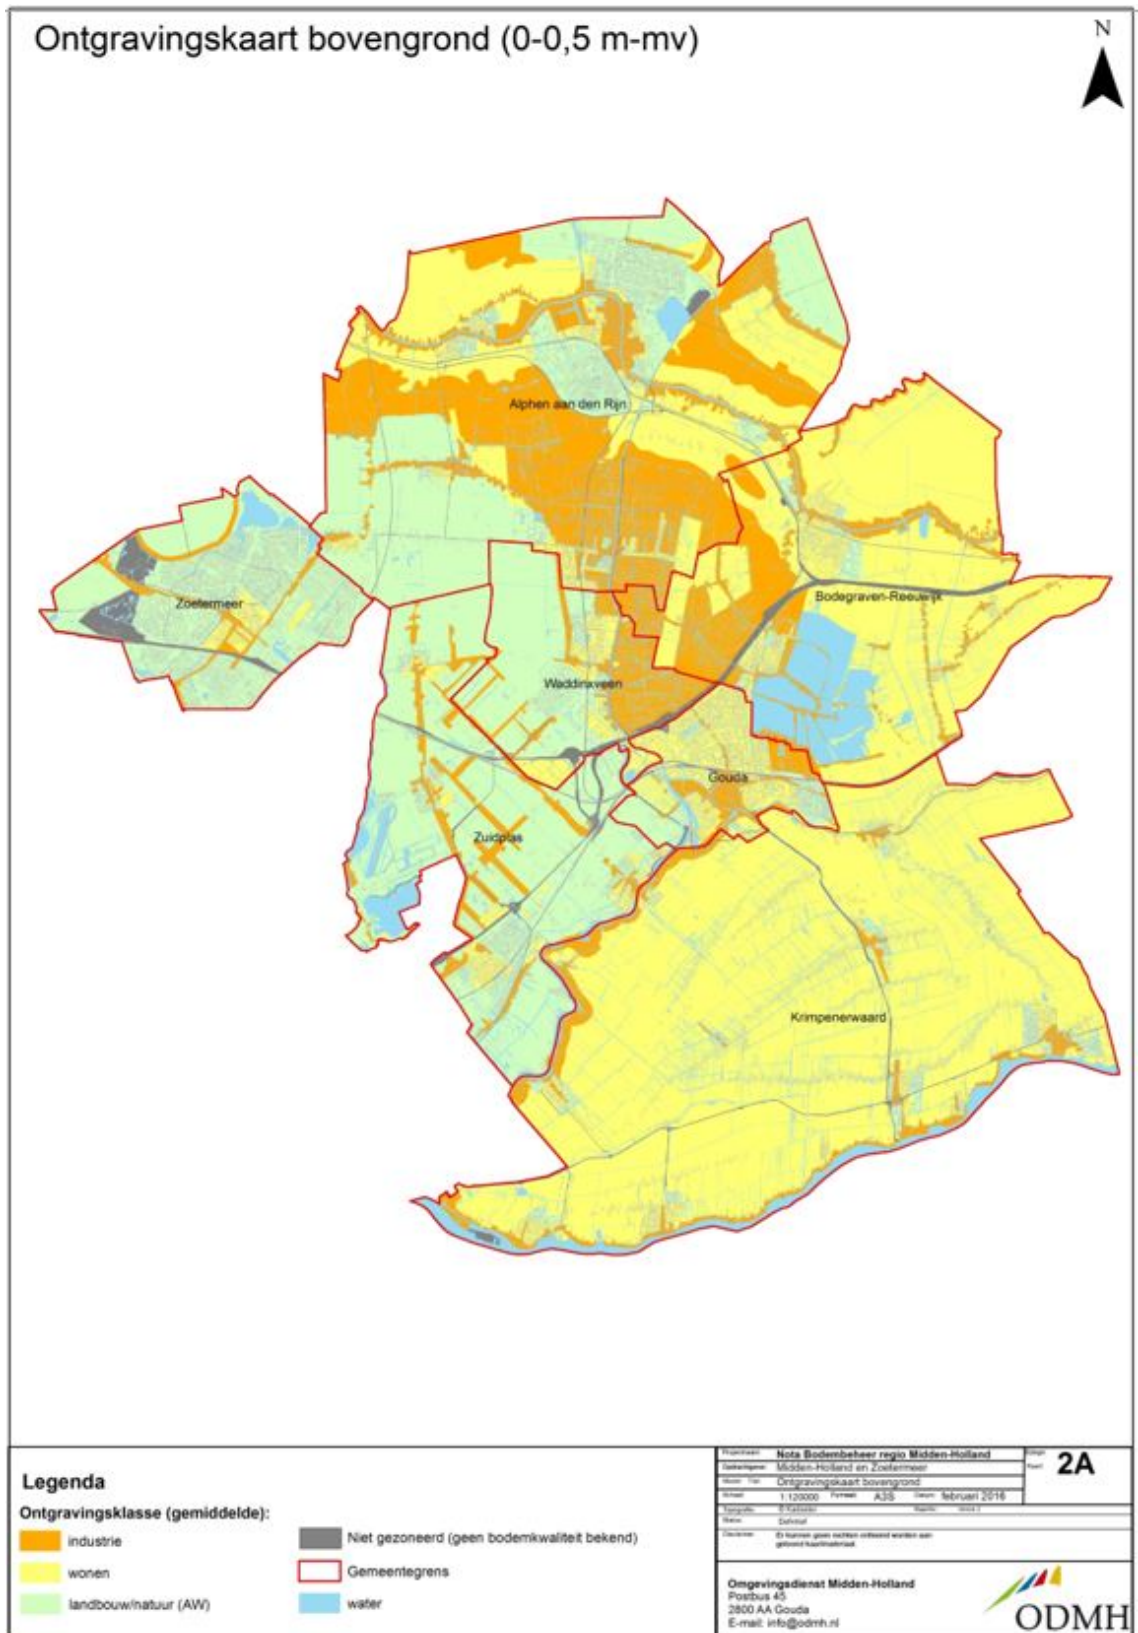 Ontgravingskaart bovengrond (0-0,5 m-mv)
N
Alphen aan den Rijn
Zoetermeer
Bodegraven-Reeuwijk
Waddinxveen
Gouda
Zuidplas
Krimpenerwaard
Legenda
Ontgravingsklasse (gemiddelde):
industrie
wonen
landbouw/natuur (AW)
Niet gezoneerd (geen bodemkwaliteit bekend)
Gemeentegrens
water
Nota Bodembeheer regio Midden-Holland
Midden-Holland en Zoetermeer
Ontgravingskaart bovengrond
1:120000 Formaat: A3S Datum: februari 2016
2A
Omgevingsdienst Midden-Holland
Postbus 45
2800 AA Gouda
E-mail: info@odmh.nl
ODMH